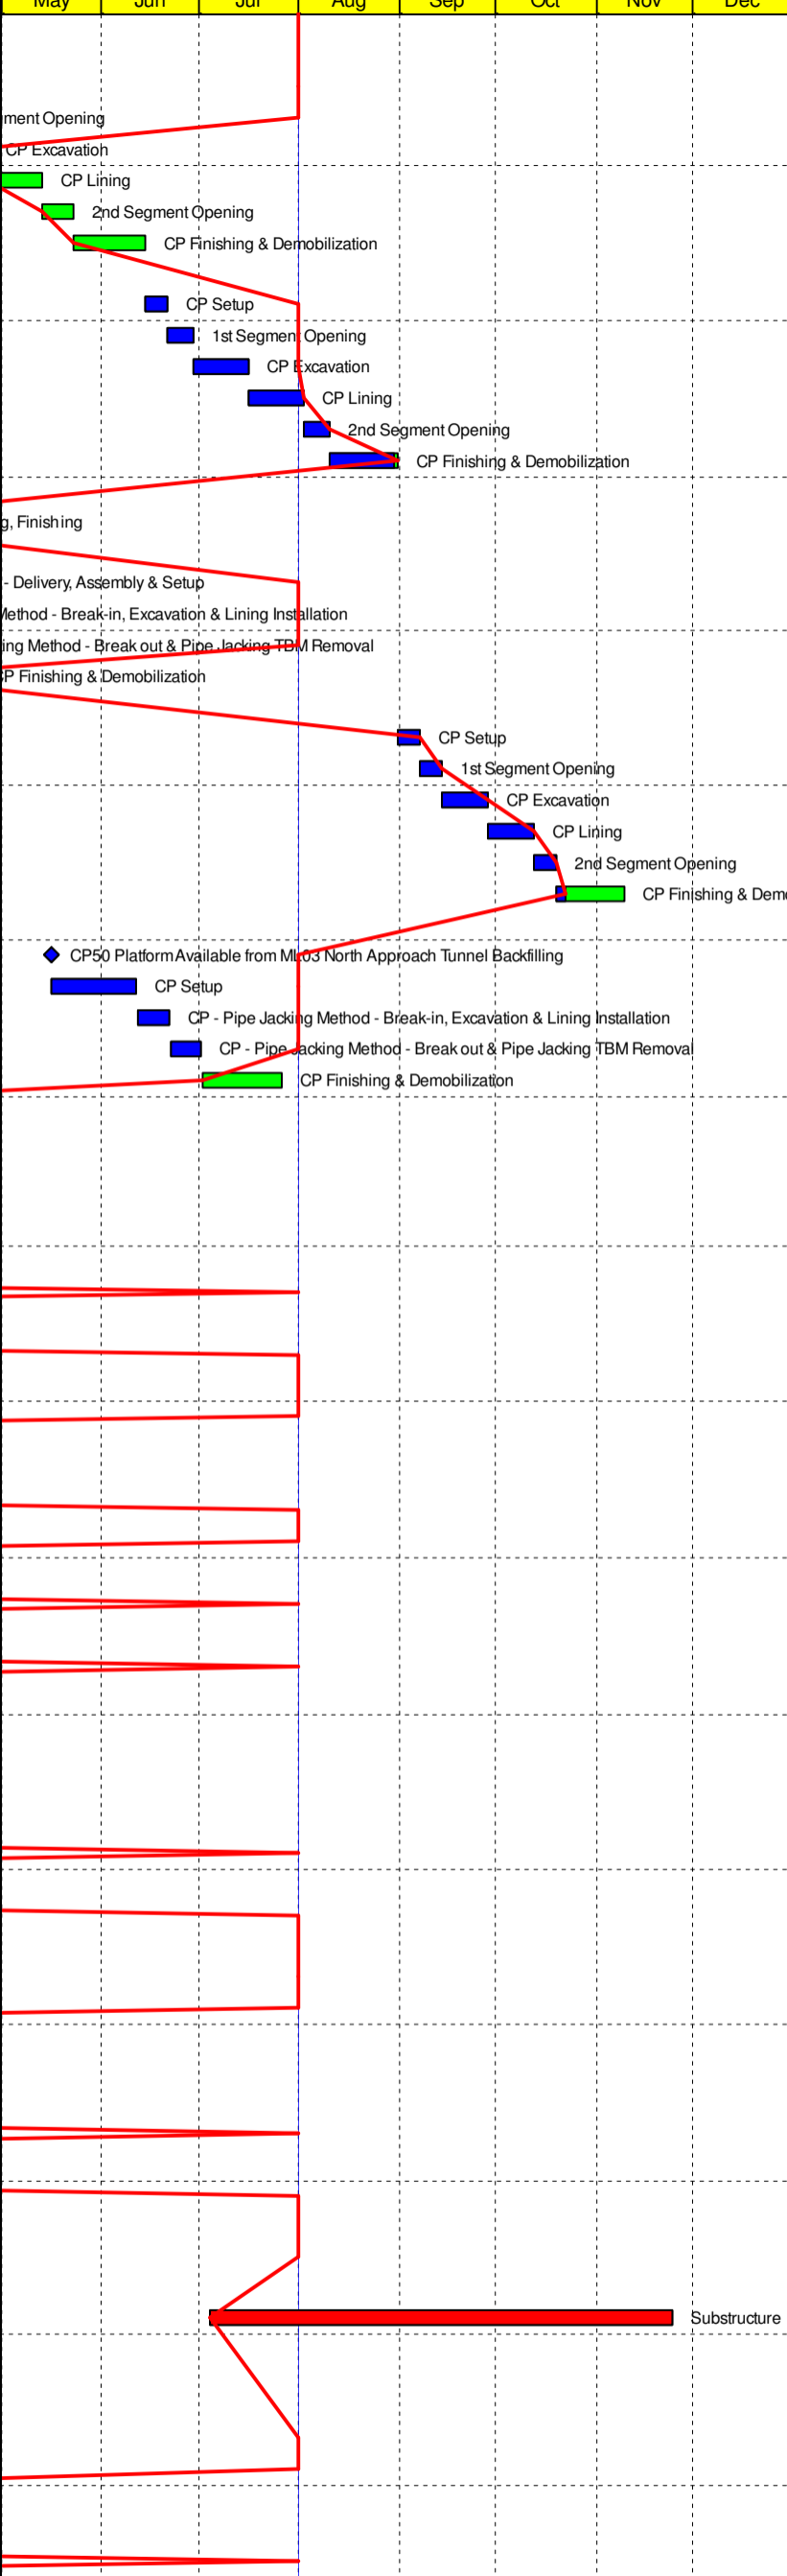 May Jun Jul Aug Sep Oct Nov Dec
ment Opening
CP Excavation
CP Lining
2nd Segment Opening
CP Finishing & Demobilization
CP Setup
1st Segment Opening
CP Excavation
CP Lining
2nd Segment Opening
CP Finishing & Demobilization
g, Finishing
- Delivery, Assembly & Setup
Method - Break-in, Excavation & Lining Installation
ing Method - Break out & Pipe Jacking TBM Removal
CP Finishing & Demobilization
CP Setup
1st Segment Opening
CP Excavation
CP Lining
2nd Segment Opening
CP Finishing & Dem
CP50 Platform Available from ML03 North Approach Tunnel Backfilling
CP Setup
CP - Pipe Jacking Method - Break-in, Excavation & Lining Installation
CP - Pipe Jacking Method - Break out & Pipe Jacking TBM Removal
CP Finishing & Demobilization
Substructure